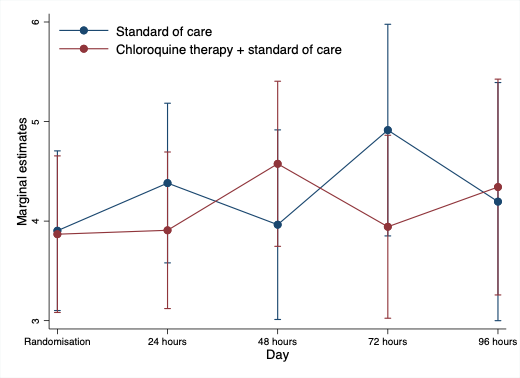 Standard of care
Chloroquine therapy + standard of care
Marginal estimates
6
5
4
3
Randomisation 24 hours 48 hours 72 hours 96 hours
Day